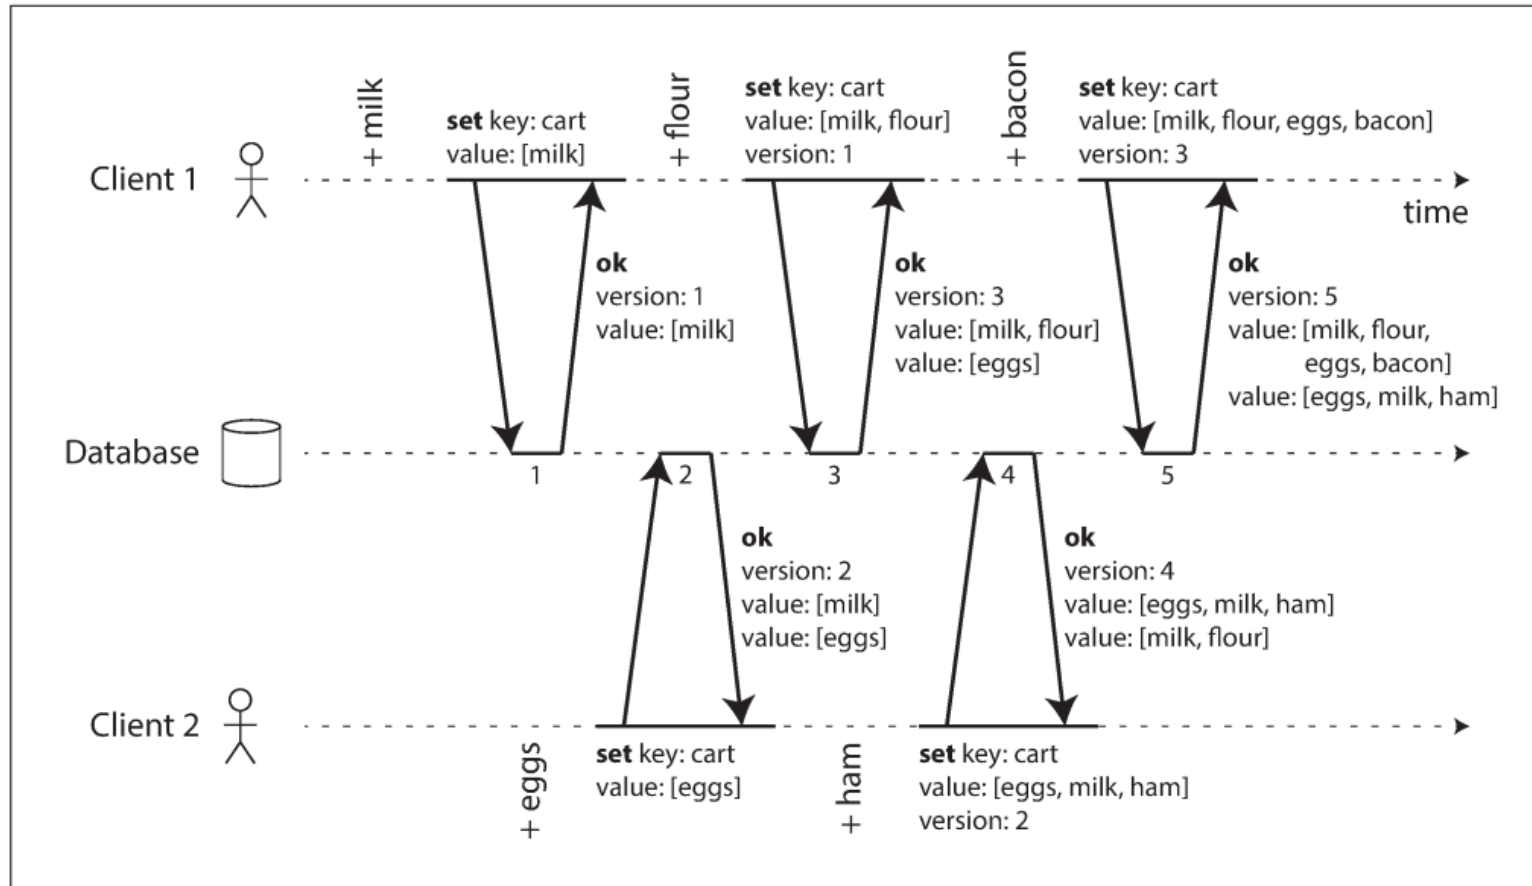 + milk
set key: cart
value: [milk]
+ flour
set key: cart
value: [milk, flour]
version: 1
+ bacon
set key: cart
value: [milk, flour, eggs, bacon]
version: 3
Client 1
time
ok
version: 1
value: [milk]
ok
version: 3
value: [milk, flour]
value: [eggs]
ok
version: 5
value: [milk, flour,
eggs, bacon]
value: [eggs, milk, ham]
Database
1
2
3
4
5
ok
version: 2
value: [milk]
value: [eggs]
ok
version: 4
value: [eggs, milk, ham]
value: [milk, flour]
Client 2
+ eggs
set key: cart
value: [eggs]
+ ham
set key: cart
value: [eggs, milk, ham]
version: 2